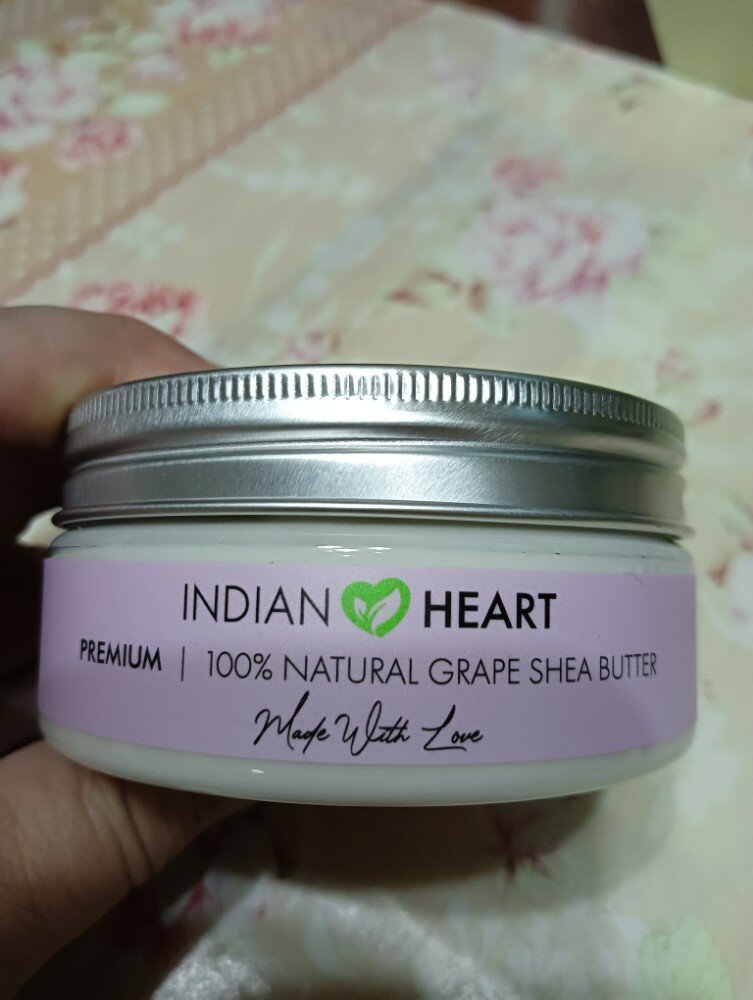 INDIAN HEART
PREMIUM | 100% NATURAL GRAPE SHEA BUTTER
Made With Love